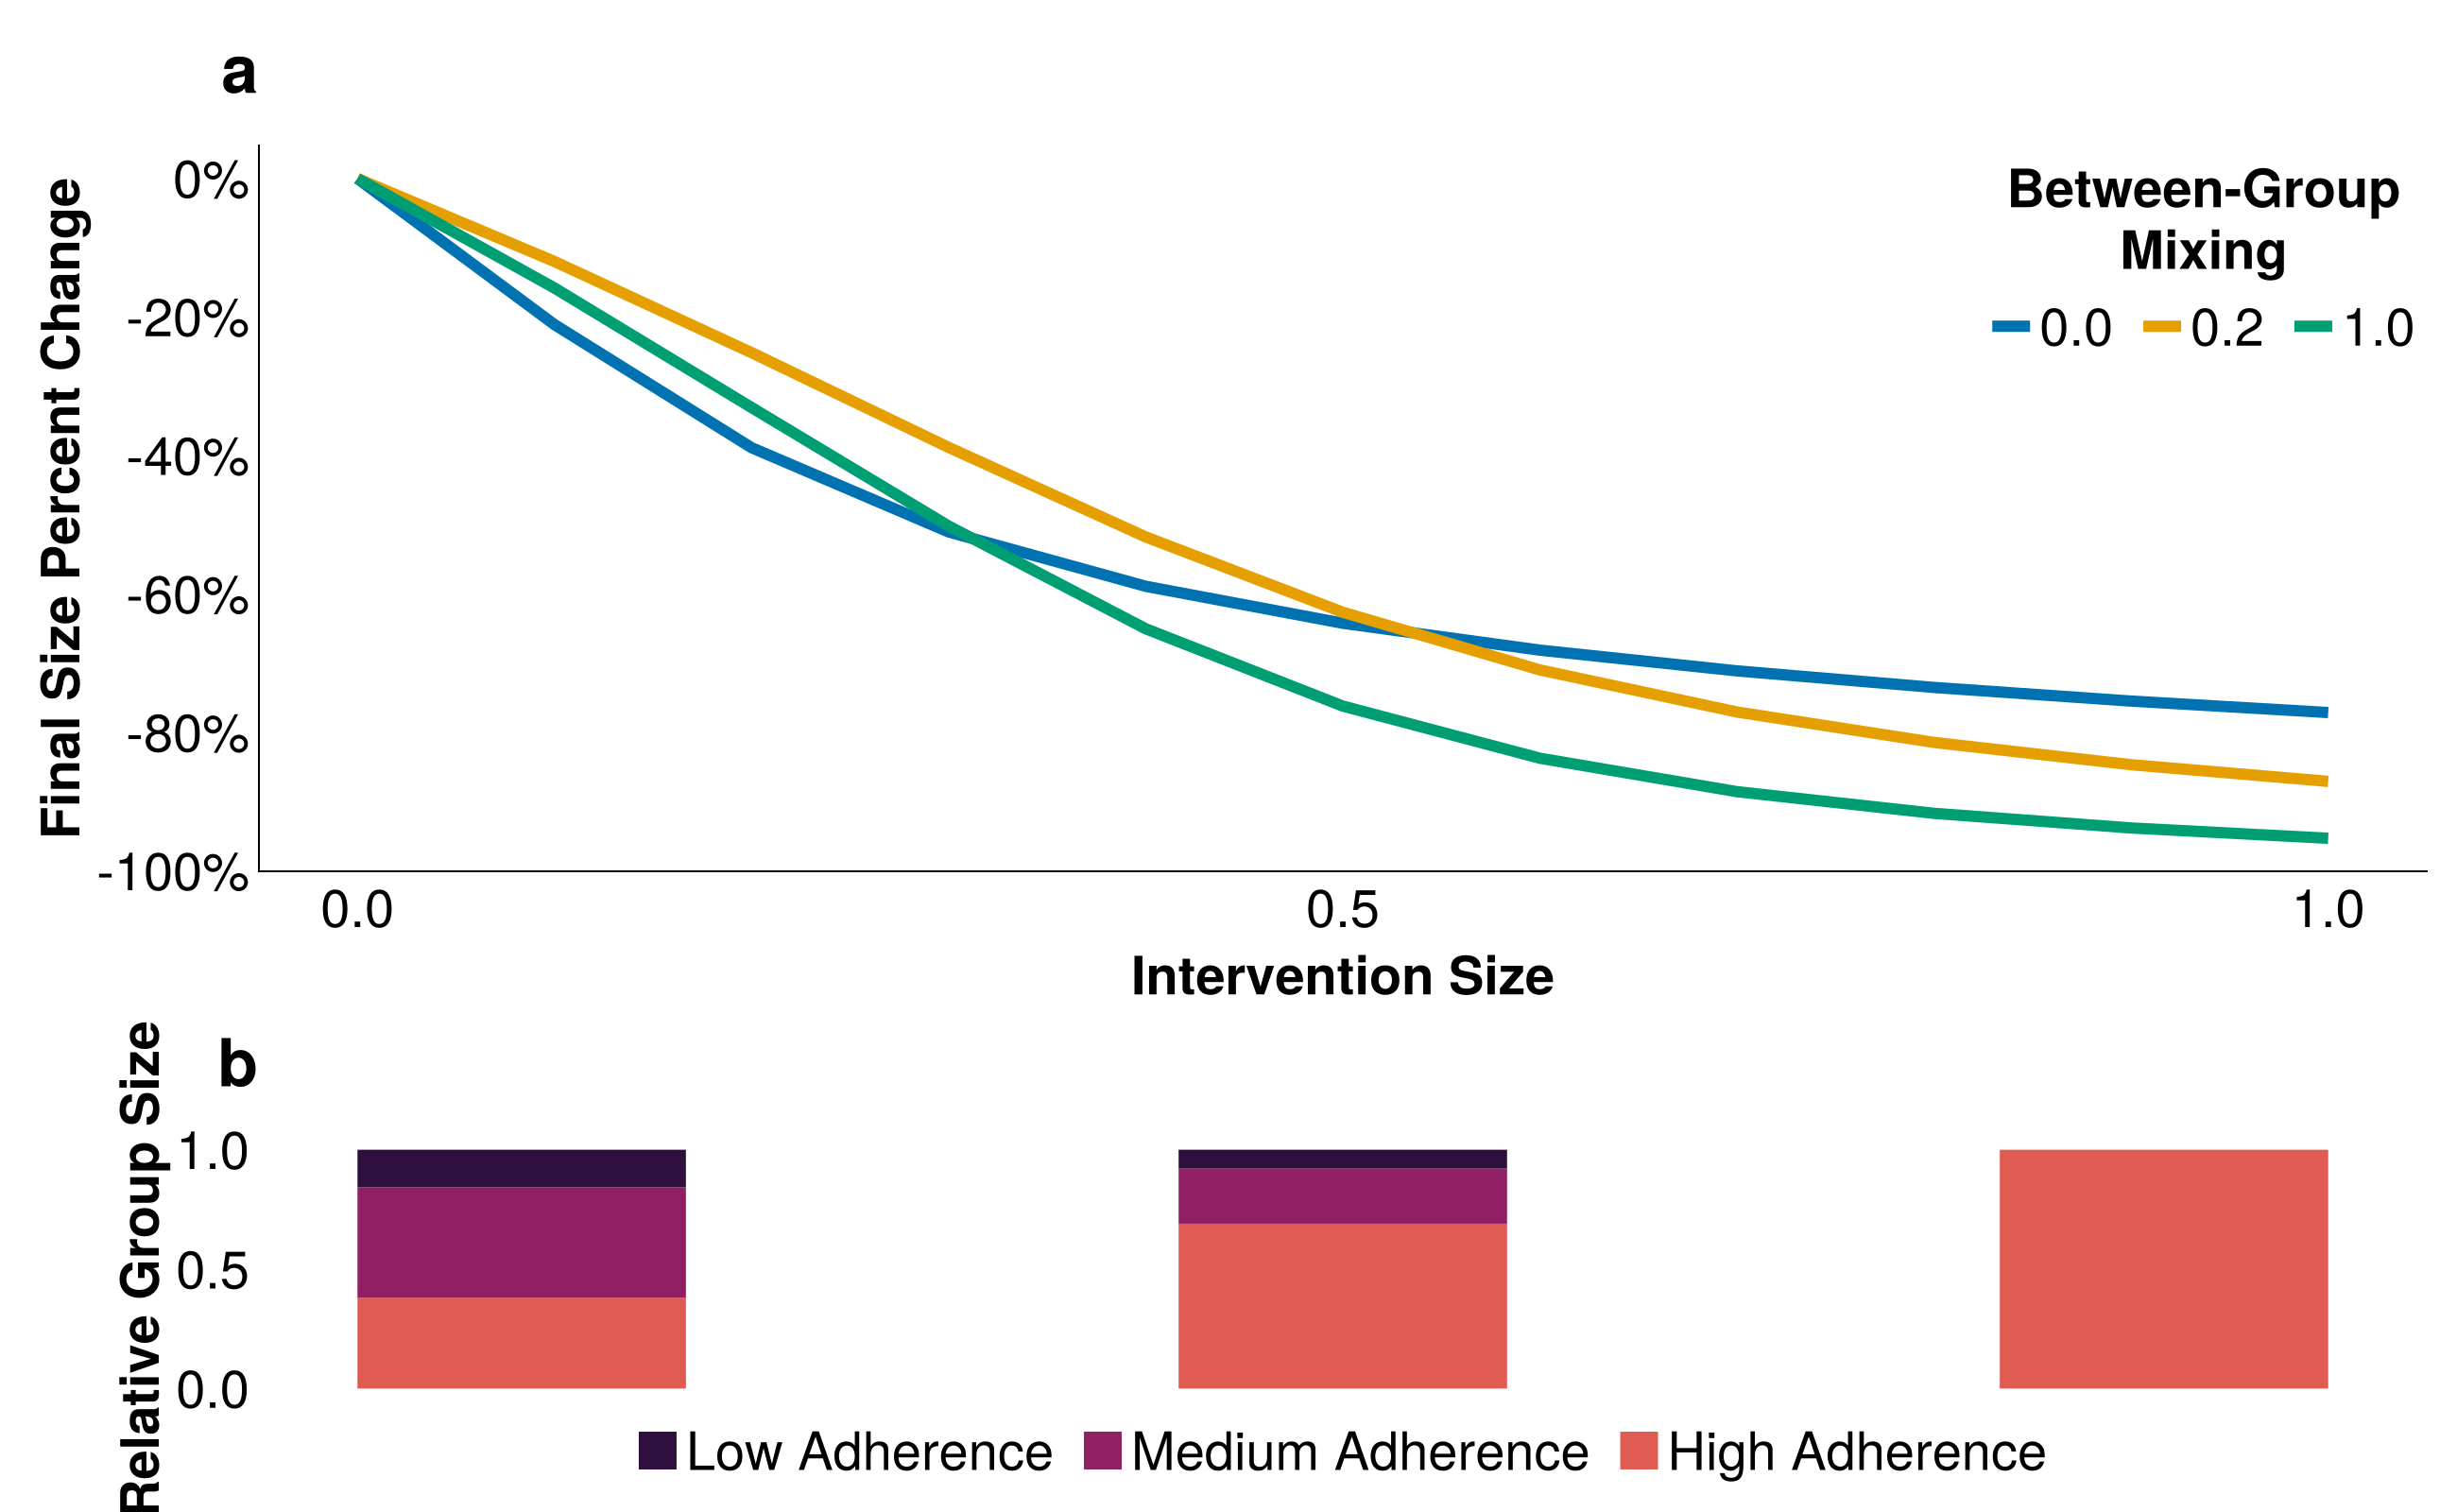 a
Final Size Percent Change
0%
-20%
-40%
-60%
-80%
-100%
Between-Group
Mixing
0.0 0.2 1.0
0.0 0.5 1.0
Intervention Size
b
Relative Group Size
1.0
0.5
0.0
Low Adherence Medium Adherence High Adherence